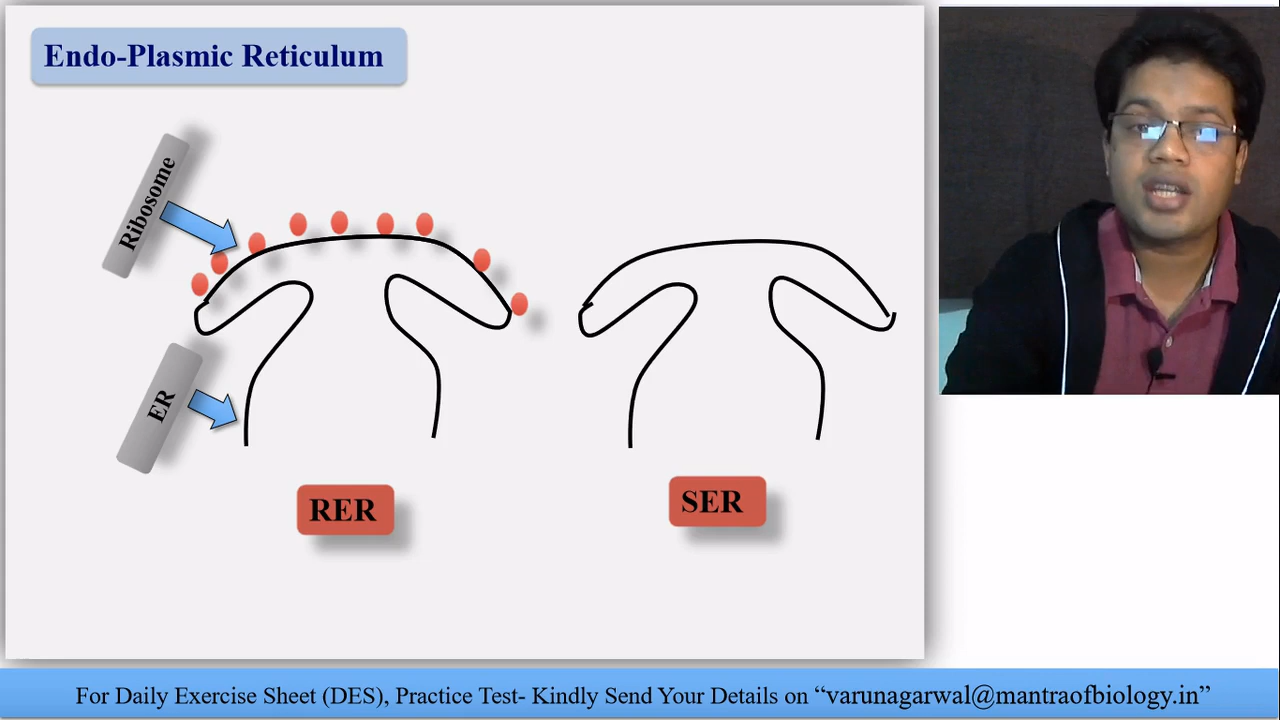 Endo-Plasmic Reticulum
Ribosome
ER
RER
SER
For Daily Exercise Sheet (DES), Practice Test- Kindly Send Your Details on “varunagarwal@mantraofbiology.in”